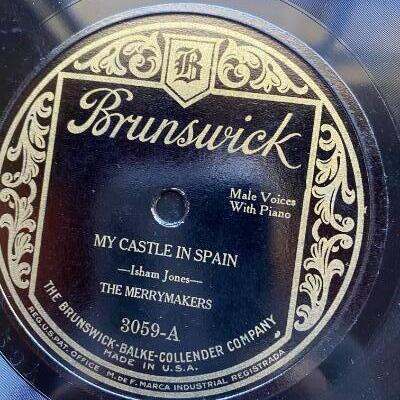 B
Brunswick
Male Voices
With Piano
MY CASTLE IN SPAIN
—Isham Jones—
THE MERRYMAKERS
3059-A
THE BRUNSWICK-BALKE-COLLENDER COMPANY
MADE IN U.S.A.
REG. U.S. PAT. OFFICE M. DE F. MARCA INDUSTRIAL REGISTRADA